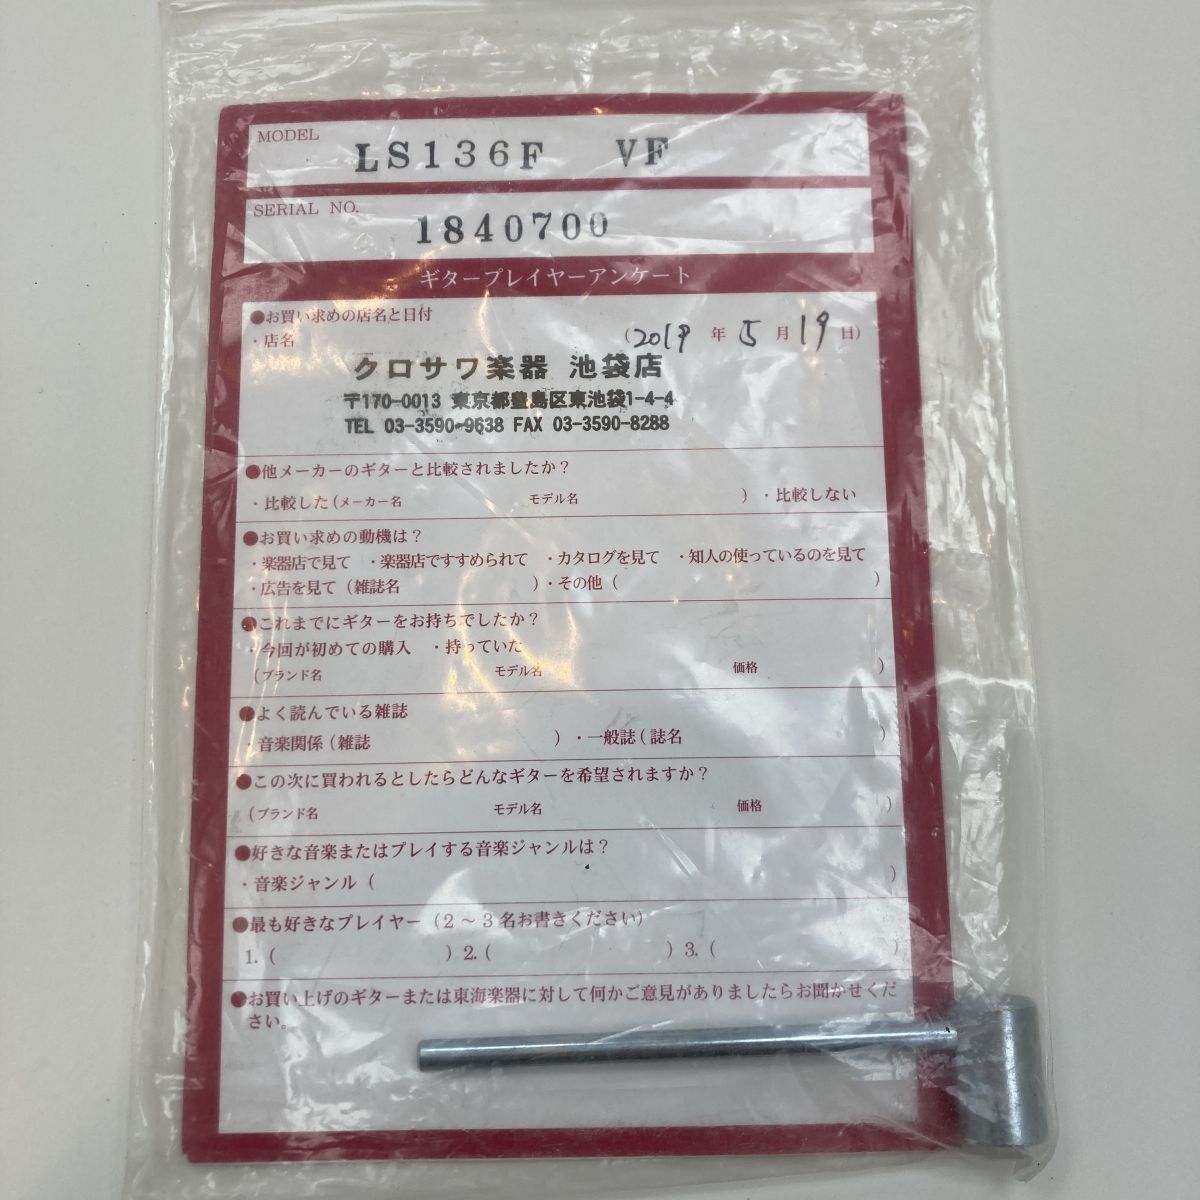 MODEL
LS136F VF
SERIAL NO.
1840700
ギタープレイヤーアンケート
●お買い求めの店名と日付
・店名 (2019年5月19日)
クロサワ楽器 池袋店
〒170-0013 東京都豊島区東池袋1-4-4
TEL 03-3590-9638 FAX 03-3590-8288
●他メーカーのギターと比較されましたか？
・比較した(メーカー名 モデル名 )・比較しない
●お買い求めの動機は？
・楽器店で見て ・楽器店ですすめられて ・カタログを見て ・知人の使っているのを見て
・広告を見て(雑誌名 )・その他( )
●これまでにギターをお持ちでしたか？
・今回が初めての購入 ・持っていた
(ブランド名 モデル名 価格 )
●よく読んでいる雑誌
・音楽関係(雑誌 )・一般誌(誌名 )
●この次に買われるとしたらどんなギターを希望されますか？
(ブランド名 モデル名 価格 )
●好きな音楽またはプレイする音楽ジャンルは？
・音楽ジャンル( )
●最も好きなプレイヤー(２～３名お書きください)
1.( )2.( )3.( )
●お買い上げのギターまたは東海楽器に対して何かご意見がありましたらお聞かせくだ
さい。